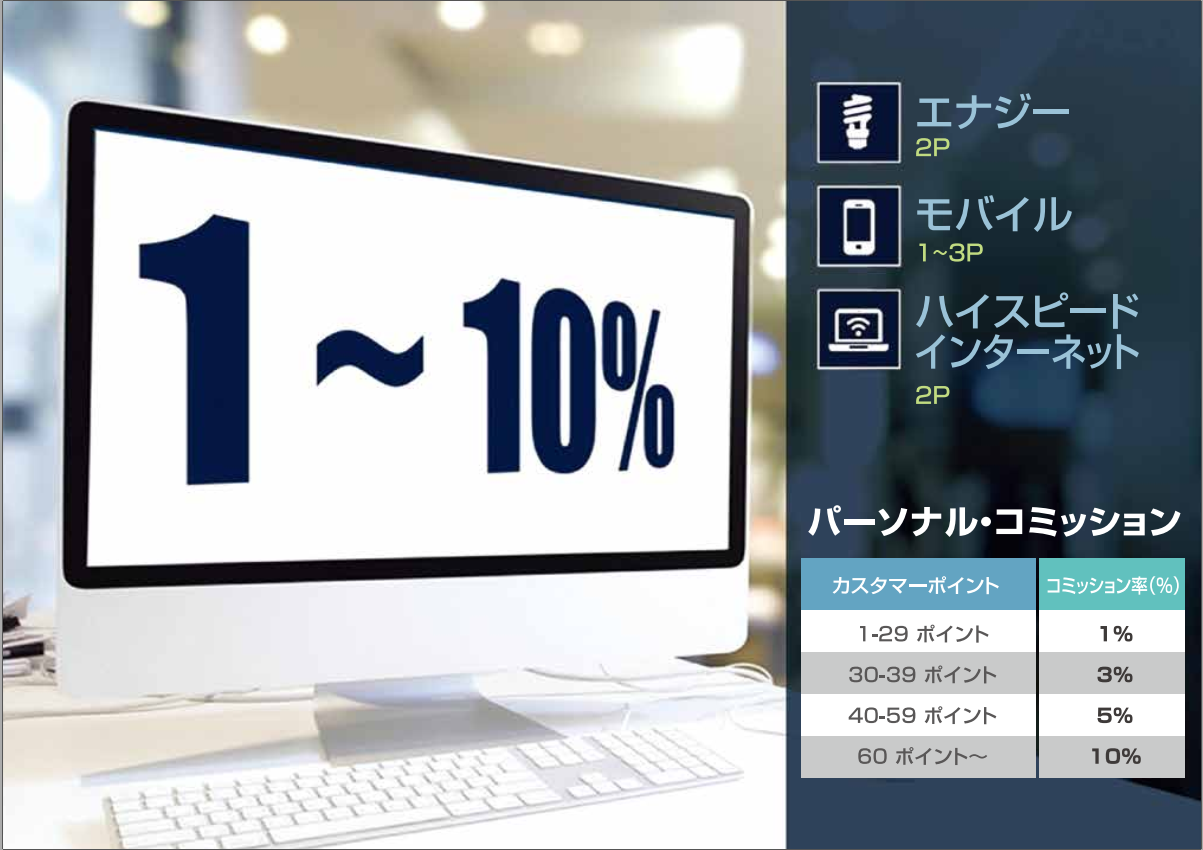 1 ~ 10%
エナジー
2P
モバイル
1~3P
ハイスピード
インターネット
2P
パーソナル・コミッション
カスタマーポイント コミッション率(%)
1-29 ポイント 1%
30-39 ポイント 3%
40-59 ポイント 5%
60 ポイント～ 10%